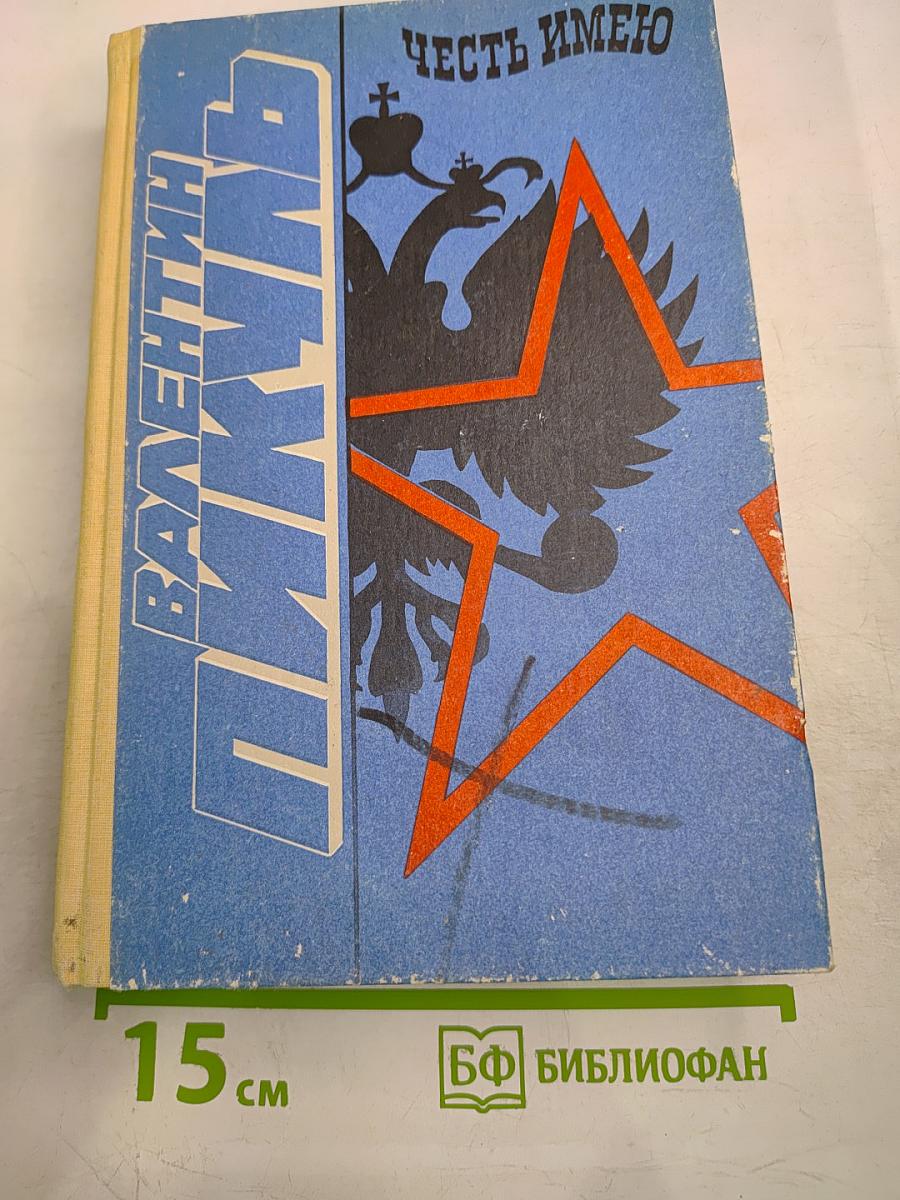 ЧЕСТЬ ИМЕЮ
ВАЛЕНТИН
ПИКУЛЬ
15 см
БФ БИБЛИОФАН